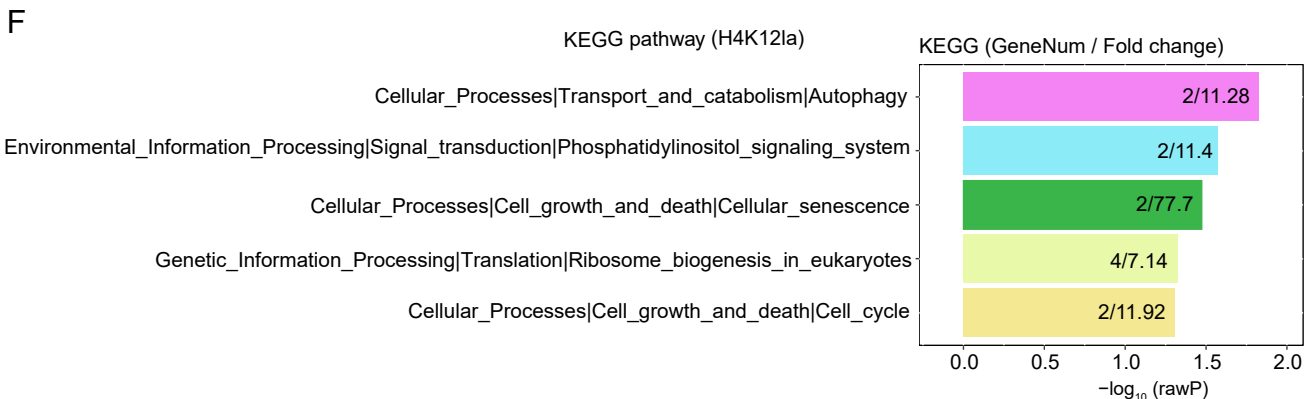 F
KEGG pathway (H4K12la)
KEGG (GeneNum / Fold change)
Cellular_Processes|Transport_and_catabolism|Autophagy
2/11.28
Environmental_Information_Processing|Signal_transduction|Phosphatidylinositol_signaling_system
2/11.4
Cellular_Processes|Cell_growth_and_death|Cellular_senescence
2/77.7
Genetic_Information_Processing|Translation|Ribosome_biogenesis_in_eukaryotes
4/7.14
Cellular_Processes|Cell_growth_and_death|Cell_cycle
2/11.92
0.0 0.5 1.0 1.5 2.0
−log₁₀ (rawP)